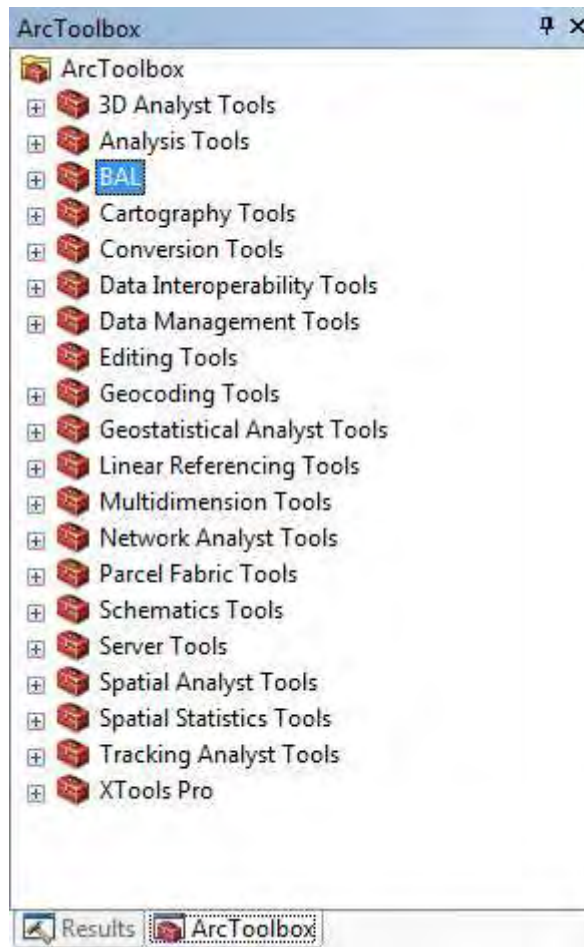 ArcToolbox
ArcToolbox
3D Analyst Tools
Analysis Tools
BAL
Cartography Tools
Conversion Tools
Data Interoperability Tools
Data Management Tools
Editing Tools
Geocoding Tools
Geostatistical Analyst Tools
Linear Referencing Tools
Multidimension Tools
Network Analyst Tools
Parcel Fabric Tools
Schematics Tools
Server Tools
Spatial Analyst Tools
Spatial Statistics Tools
Tracking Analyst Tools
XTools Pro
Results ArcToolbox